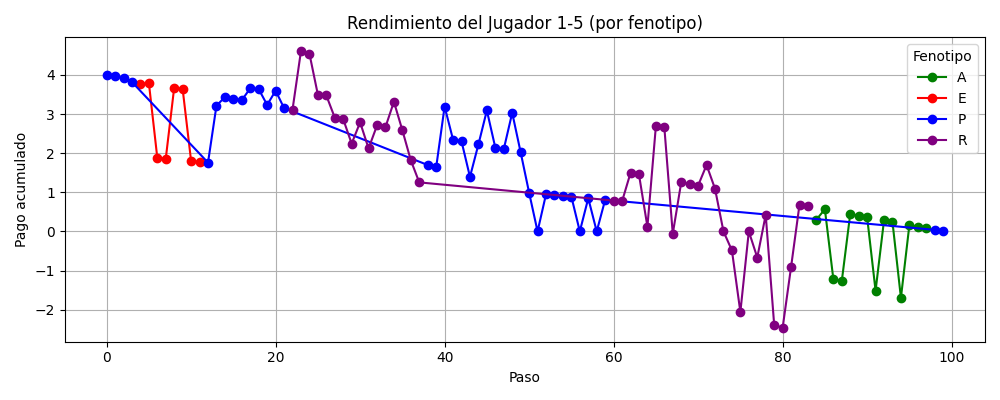 Rendimiento del Jugador 1-5 (por fenotipo)
Pago acumulado
4
3
2
1
0
−1
−2
Fenotipo
A
E
P
R
0 20 40 60 80 100
Paso